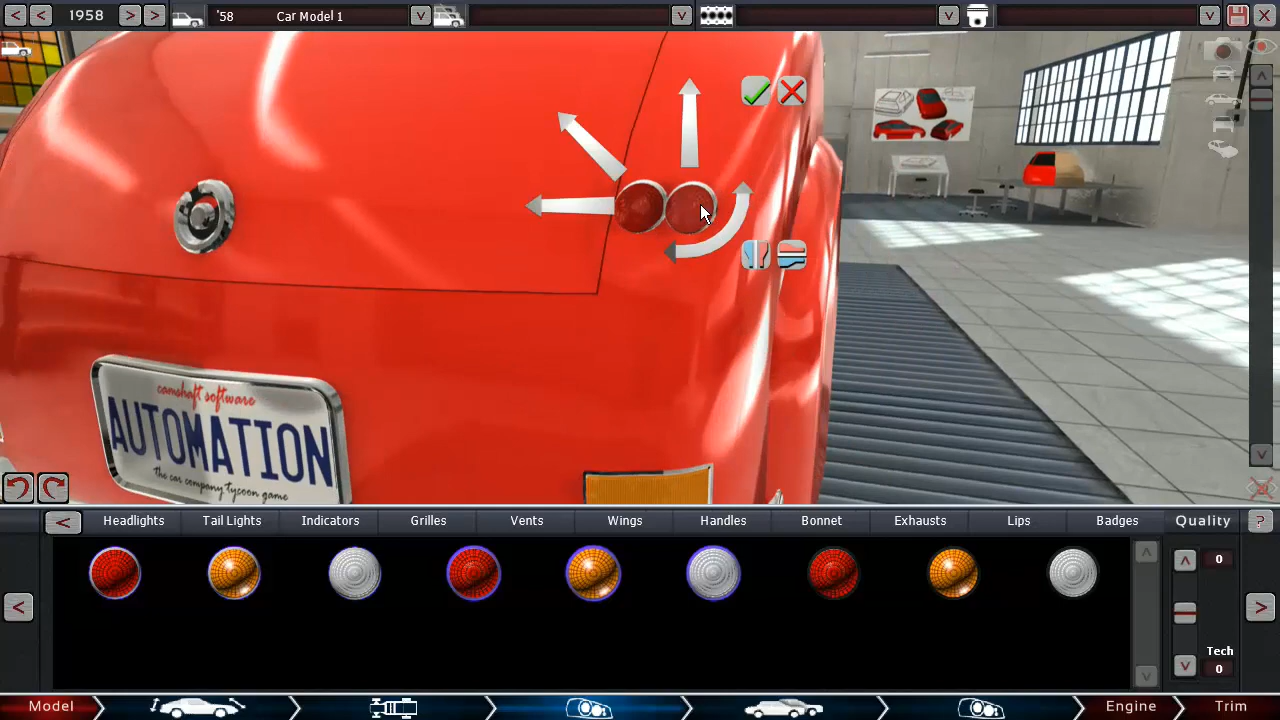 1958
'58
Car Model 1
camshaft software
AUTOMATION
the car company tycoon game
Headlights
Tail Lights
Indicators
Grilles
Vents
Wings
Handles
Bonnet
Exhausts
Lips
Badges
Quality
?
0
Tech
0
Model
Engine
Trim